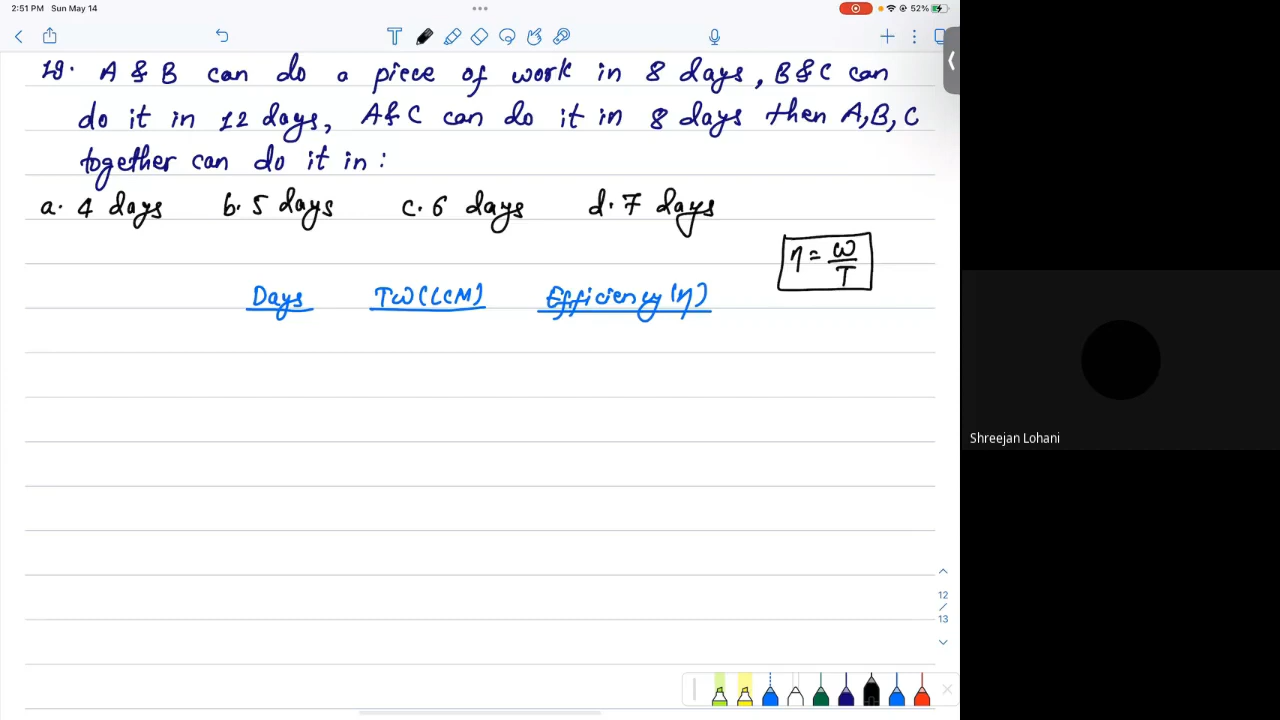 2:51 PM Sun May 14
52%
19. A & B can do a piece of work in 8 days, B & C can
do it in 12 days, A & C can do it in 8 days then A, B, C
together can do it in :
a. 4 days b. 5 days c. 6 days d. 7 days
η = ω/T
Days TW (LCM) Efficiency (η)
Shreejan Lohani
12
/
13